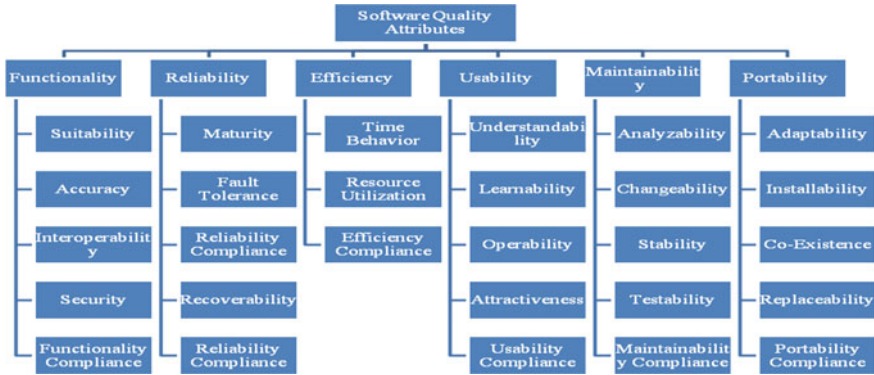 Software Quality
Attributes
Functionality
Reliability
Efficiency
Usability
Maintainabilit
y
Portability
Suitability
Accuracy
Interoperabilit
y
Security
Functionality
Compliance
Maturity
Fault
Tolerance
Reliability
Compliance
Recoverability
Reliability
Compliance
Time
Behavior
Resource
Utilization
Efficiency
Compliance
Understandab
ility
Learnability
Operability
Attractiveness
Usability
Compliance
Analyzability
Changeability
Stability
Testability
Maintainabilit
y Compliance
Adaptability
Installability
Co-Existence
Replaceability
Portability
Compliance